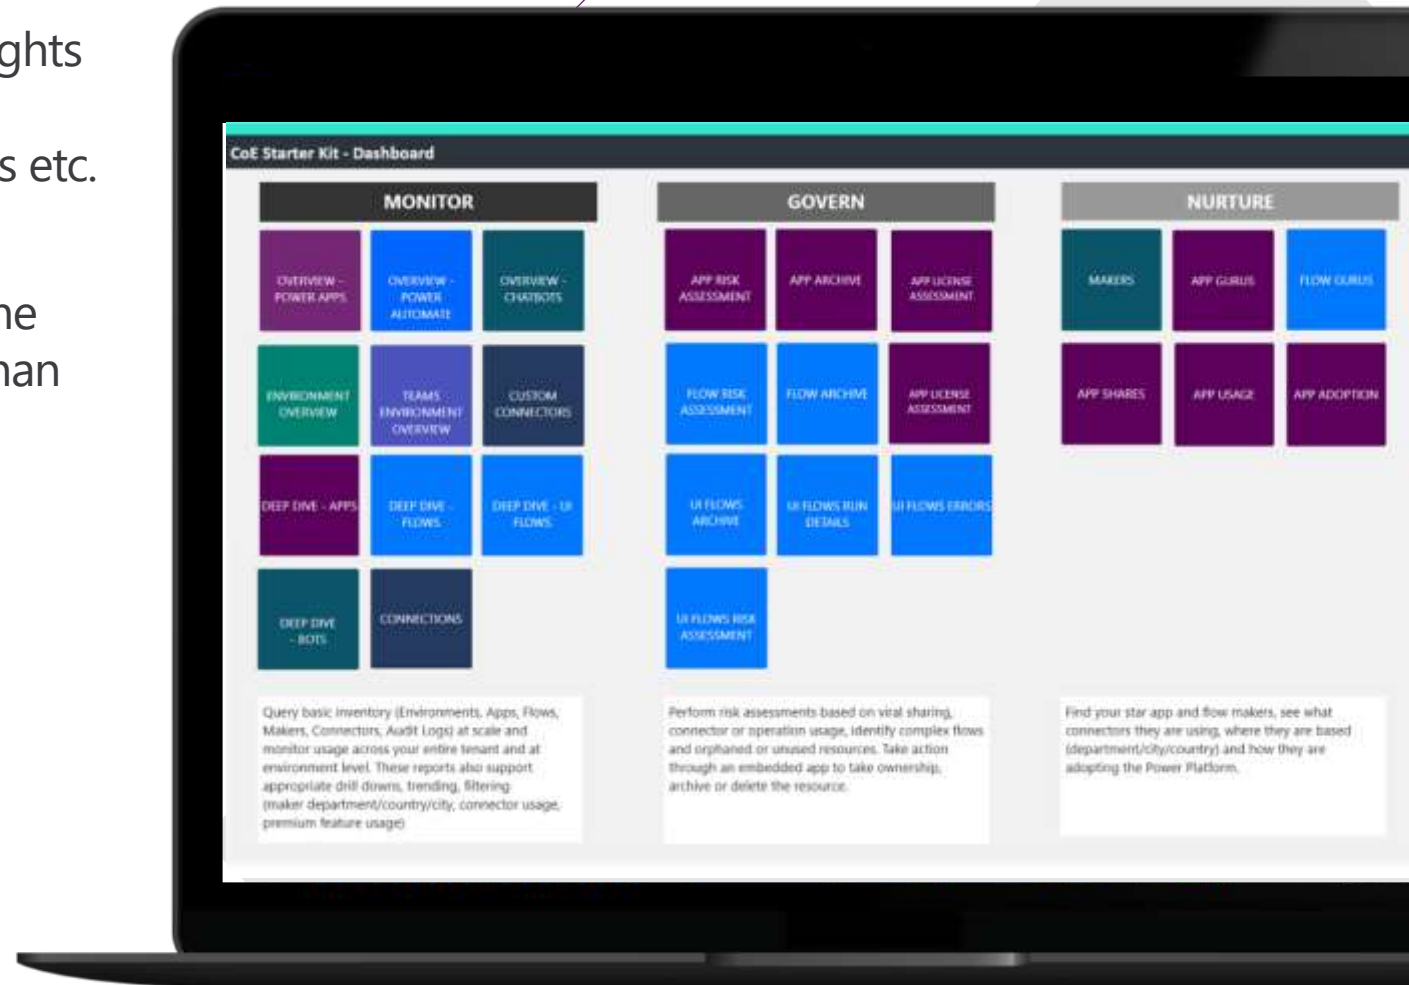 ghts
s etc.
ne
nan
CoE Starter Kit - Dashboard
MONITOR
OVERVIEW -
POWER APPS
OVERVIEW -
POWER
AUTOMATE
OVERVIEW -
CHATBOTS
ENVIRONMENT
OVERVIEW
TEAMS
ENVIRONMENT
OVERVIEW
CUSTOM
CONNECTORS
DEEP DIVE - APPS
DEEP DIVE -
FLOWS
DEEP DIVE - UI
FLOWS
DEEP DIVE
- BOTS
CONNECTIONS
Query basic inventory (Environments, Apps, Flows,
Makers, Connectors, Audit Logs) at scale and
monitor usage across your entire tenant and at
environment level. These reports also support
appropriate drill downs, trending, filtering
(maker department/country/city, connector usage,
premium feature usage)
GOVERN
APP RISK
ASSESSMENT
APP ARCHIVE
APP LICENSE
ASSESSMENT
FLOW RISK
ASSESSMENT
FLOW ARCHIVE
APP LICENSE
ASSESSMENT
UI FLOWS
ARCHIVE
UI FLOWS RUN
DETAILS
UI FLOWS ERRORS
UI FLOWS RISK
ASSESSMENT
Perform risk assessments based on viral sharing,
connector or operation usage, identify complex flows
and orphaned or unused resources. Take action
through an embedded app to take ownership,
archive or delete the resource.
NURTURE
MAKERS
APP GURUS
FLOW GURUS
APP SHARES
APP USAGE
APP ADOPTION
Find your star app and flow makers, see what
connectors they are using, where they are based
(department/city/country) and how they are
adopting the Power Platform.